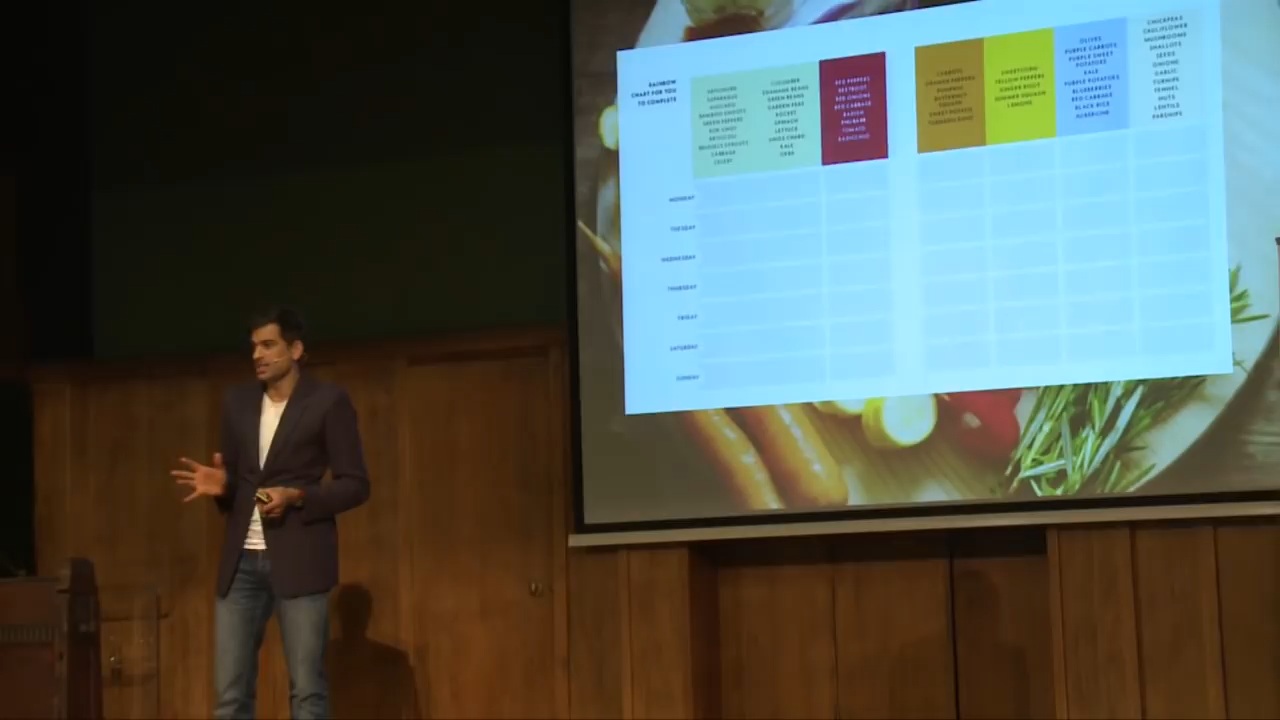 RAINBOW
CHART FOR YOU
TO COMPLETE
ARTICHOKE
ASPARAGUS
AVOCADO
BAMBOO SHOOTS
GREEN PEPPERS
BOK CHOY
BROCCOLI
BRUSSELS SPROUTS
CABBAGE
CELERY
CUCUMBER
EDAMAME BEANS
GREEN BEANS
GARDEN PEAS
ROCKET
SPINACH
LETTUCE
SWISS CHARD
KALE
OKRA
RED PEPPERS
BEETROOT
RED ONIONS
RED CABBAGE
RADISH
RHUBARB
TOMATO
RADICCHIO
CARROTS
ORANGE PEPPERS
PUMPKIN
BUTTERNUT
SQUASH
SWEET POTATO
TURMERIC ROOT
SWEETCORN
YELLOW PEPPERS
GINGER ROOT
SUMMER SQUASH
LEMONS
OLIVES
PURPLE CARROTS
PURPLE SWEET
POTATOES
KALE
PURPLE POTATOES
BLUEBERRIES
RED CABBAGE
BLACK RICE
AUBERGINE
CHICKPEAS
CAULIFLOWER
MUSHROOMS
SHALLOTS
SEEDS
ONIONS
GARLIC
TURNIPS
FENNEL
NUTS
LENTILS
PARSNIPS
MONDAY
TUESDAY
WEDNESDAY
THURSDAY
FRIDAY
SATURDAY
SUNDAY